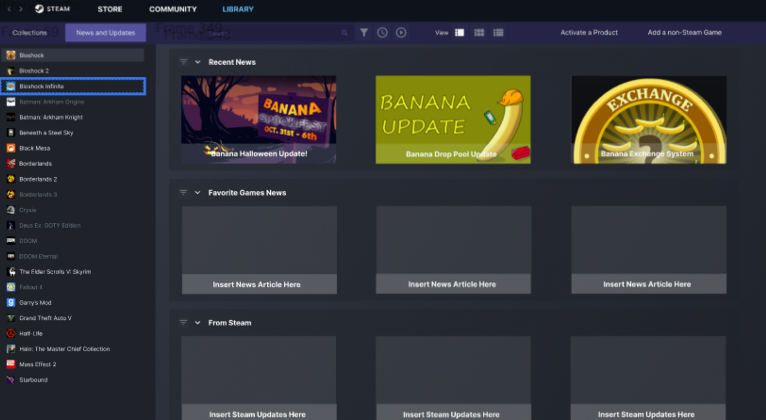 STEAM
STORE
COMMUNITY
LIBRARY
Collections
News and Updates
Frame 349
View
Activate a Product
Add a non-Steam Game
Bioshock
Bioshock 2
Bioshock Infinite
Batman: Arkham Origins
Batman: Arkham Knight
Beneath a Steel Sky
Black Mesa
Borderlands
Borderlands 2
Borderlands 3
Crysis
Deus Ex: GOTY Edition
DOOM
DOOM Eternal
The Elder Scrolls V: Skyrim
Fallout 4
Garry's Mod
Grand Theft Auto V
Half-Life
Halo: The Master Chief Collection
Mass Effect 2
Starbound
Recent News
BANANA
SPOOKFEST
OCT. 31st - 6th
Banana Halloween Update!
BANANA
UPDATE
Banana Drop Pool Update
EXCHANGE
?
Banana Exchange System
Favorite Games News
Insert News Article Here
Insert News Article Here
Insert News Article Here
From Steam
Insert Steam Updates Here
Insert Steam Updates Here
Insert Steam Updates Here